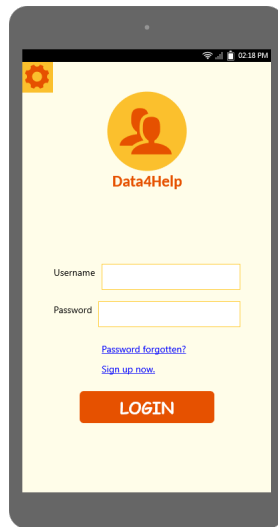 02:18 PM
Data4Help
Username
Password
Password forgotten?
Sign up now.
LOGIN